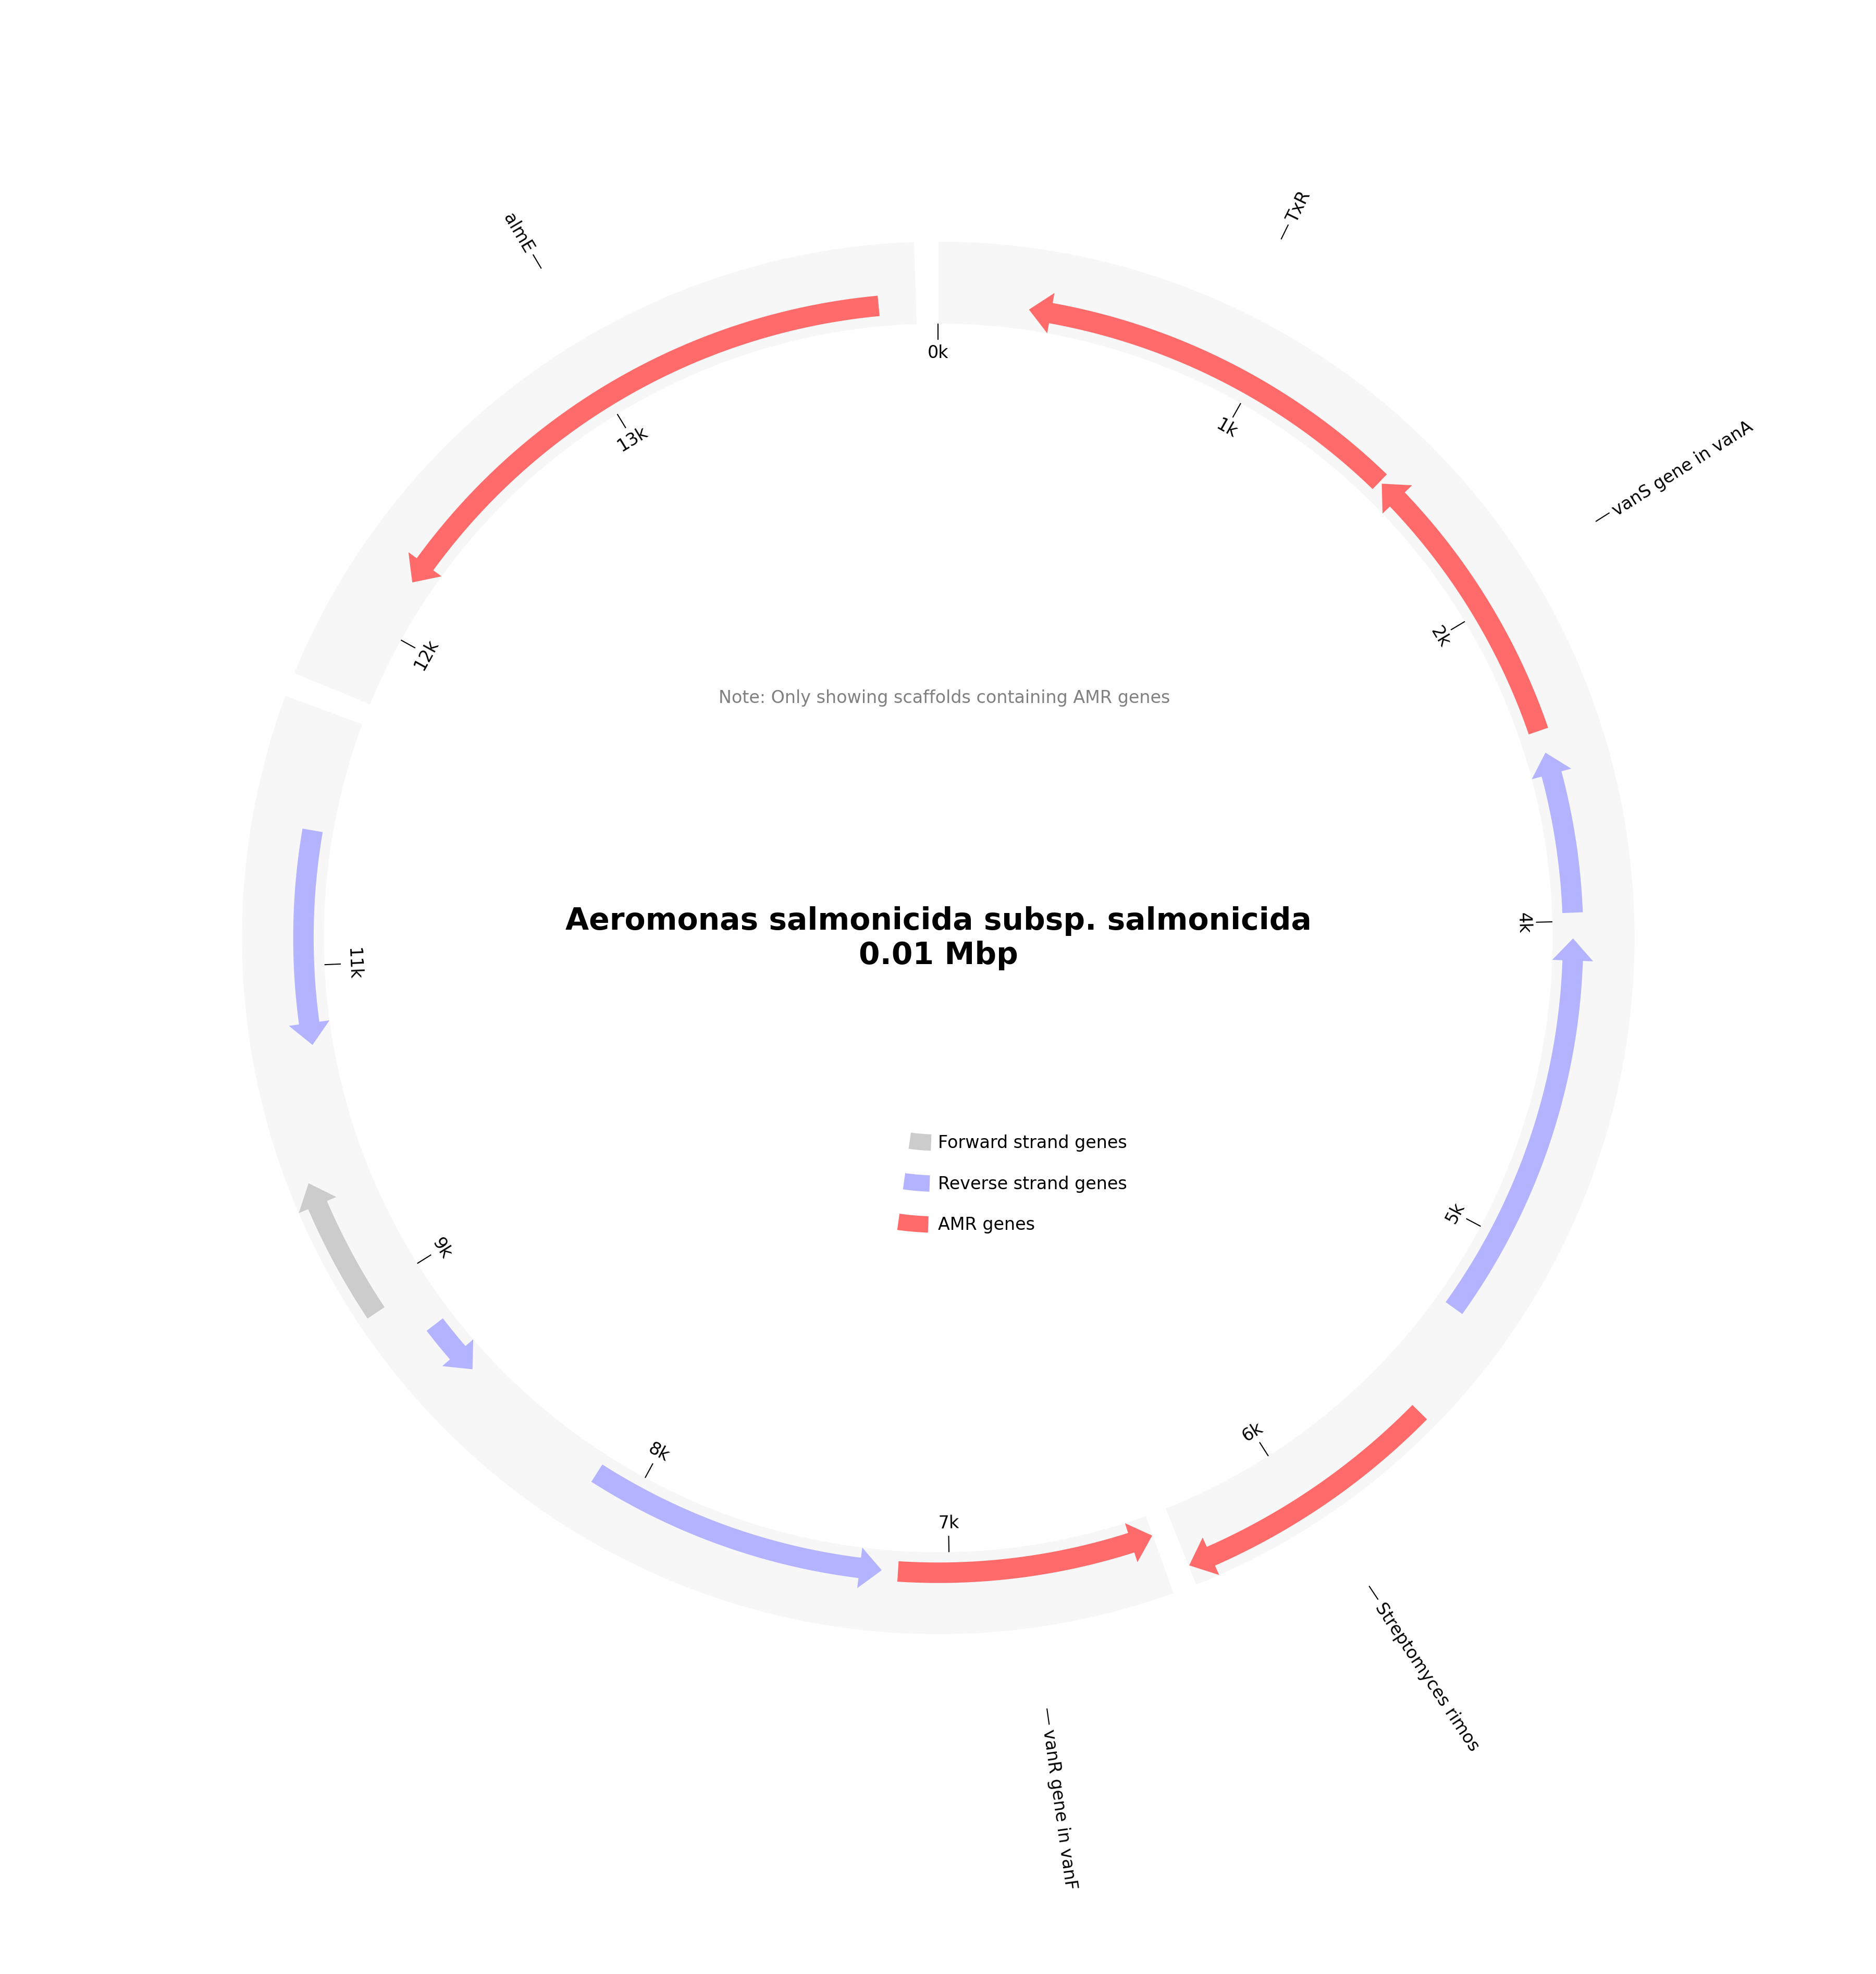 almE
TxR
vanS gene in vanA
0k
1k
2k
4k
5k
6k
7k
8k
9k
11k
12k
13k
Note: Only showing scaffolds containing AMR genes
Aeromonas salmonicida subsp. salmonicida
0.01 Mbp
Forward strand genes
Reverse strand genes
AMR genes
Streptomyces rimos
vanR gene in vanF